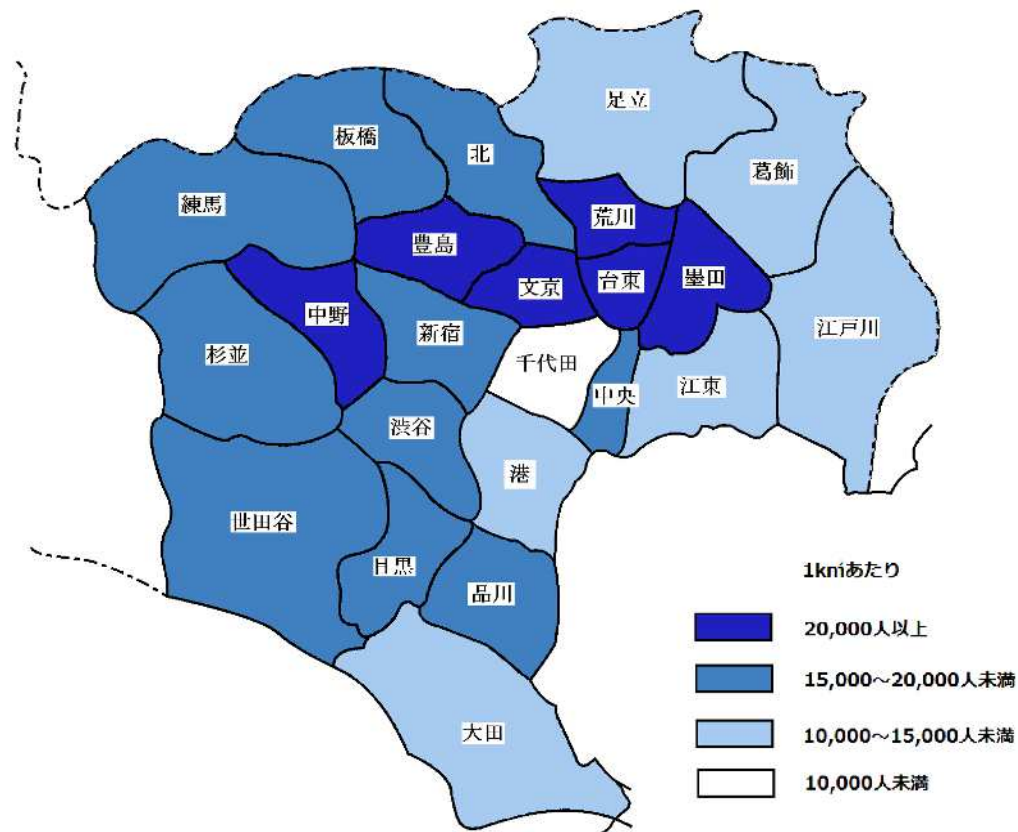 足立
板橋
北
葛飾
練馬
荒川
豊島
墨田
台東
文京
中野
江戸川
新宿
杉並
千代田
江東
中央
渋谷
港
世田谷
目黒
品川
大田
1k㎡あたり
20,000人以上
15,000～20,000人未満
10,000～15,000人未満
10,000人未満